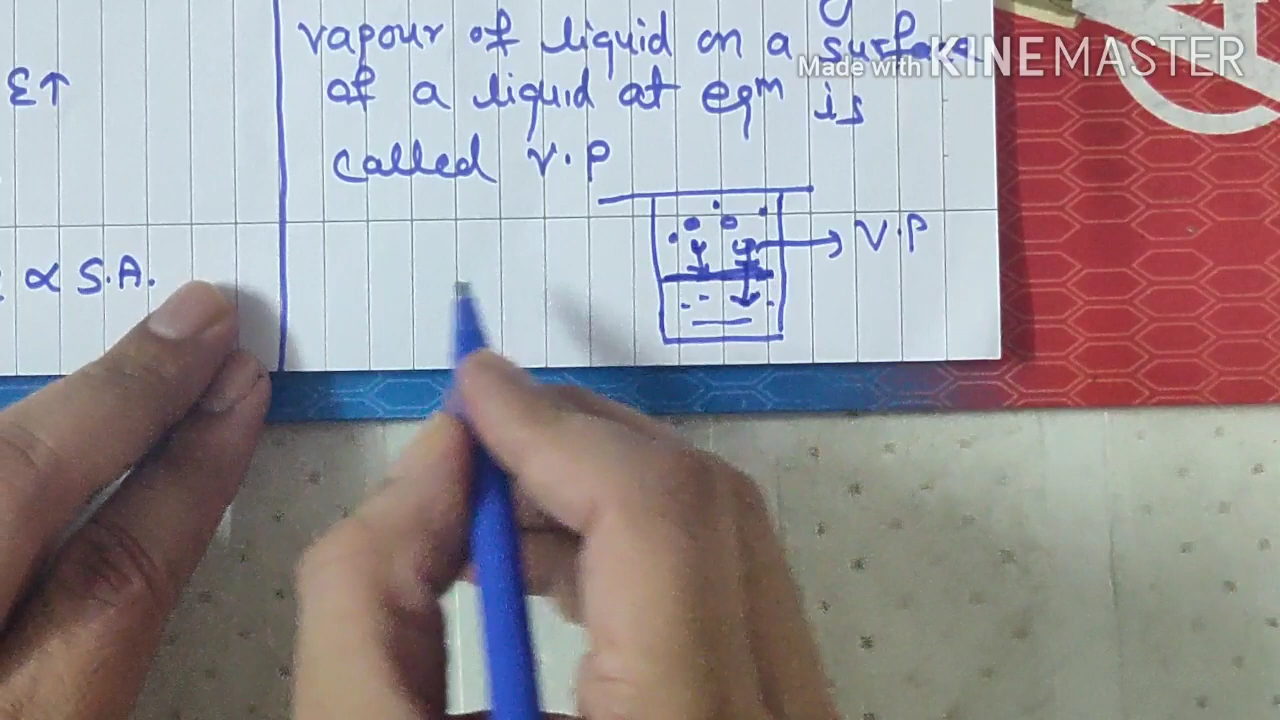 ε↑
∝ S.A.
vapour of liquid on a surface
of a liquid at eqm is
called V.P
V.P
Made with KINEMASTER